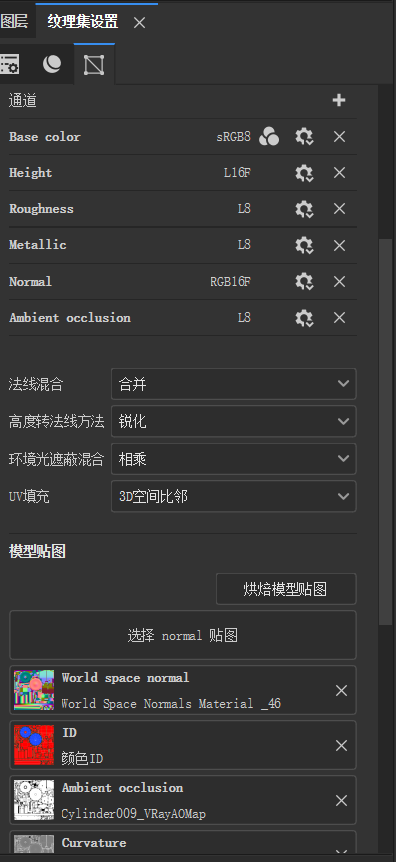 图层 纹理集设置
通道
Base color sRGB8
Height L16F
Roughness L8
Metallic L8
Normal RGB16F
Ambient occlusion L8
法线混合 合并
高度转法线方法 锐化
环境光遮蔽混合 相乘
UV填充 3D空间比邻
模型贴图
烘焙模型贴图
选择 normal 贴图
World space normal
World Space Normals Material _46
ID
颜色ID
Ambient occlusion
Cylinder009_VRayAOMap
Curvature